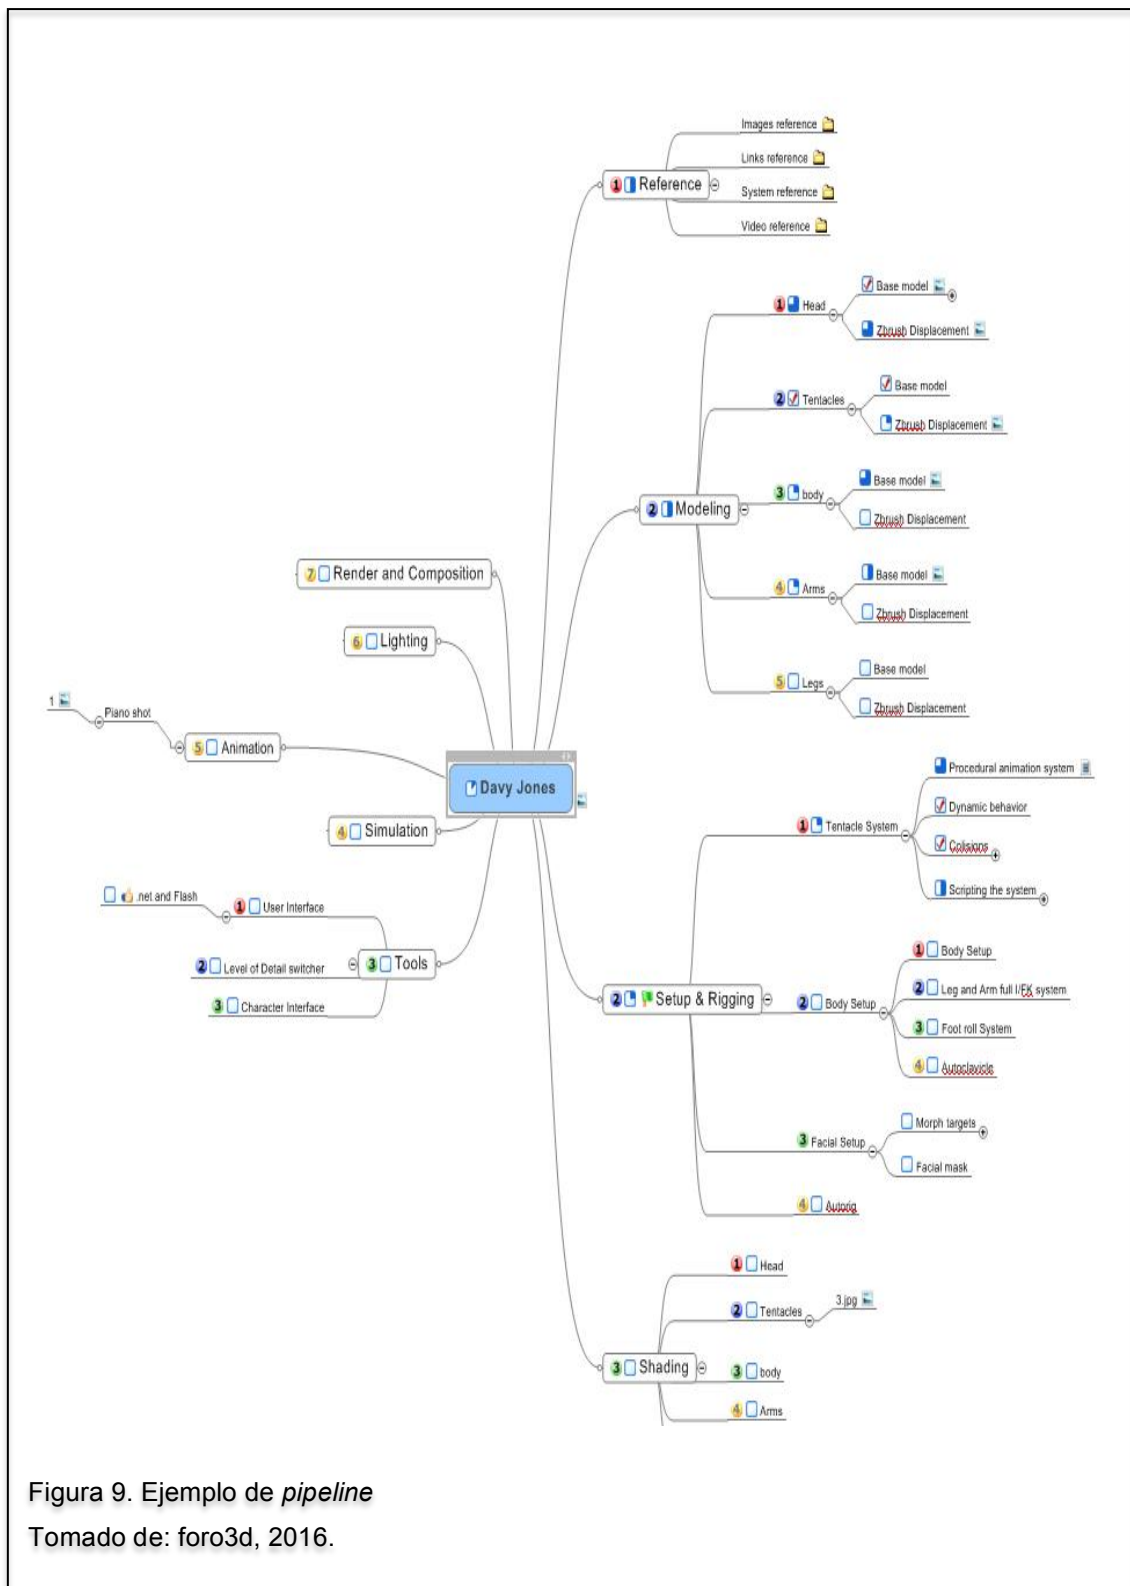 Images reference
Links reference
1 Reference
System reference
Video reference
1 Head
Base model
Zbrush Displacement
2 Tentacles
Base model
Zbrush Displacement
2 Modeling
3 body
Base model
Zbrush Displacement
4 Arms
Base model
Zbrush Displacement
5 Legs
Base model
Zbrush Displacement
7 Render and Composition
6 Lighting
1
Piano shot
5 Animation
Davy Jones
4 Simulation
.net and Flash
1 User Interface
2 Level of Detail switcher
3 Tools
3 Character Interface
1 Tentacle System
Procedural animation system
Dynamic behavior
Colisions
Scripting the system
2 Setup & Rigging
2 Body Setup
1 Body Setup
2 Leg and Arm full I/FK system
3 Foot roll System
4 Autoclavicle
3 Facial Setup
Morph targets
Facial mask
4 Autorig
3 Shading
1 Head
2 Tentacles
3.jpg
3 body
4 Arms
Figura 9. Ejemplo de pipeline
Tomado de: foro3d, 2016.